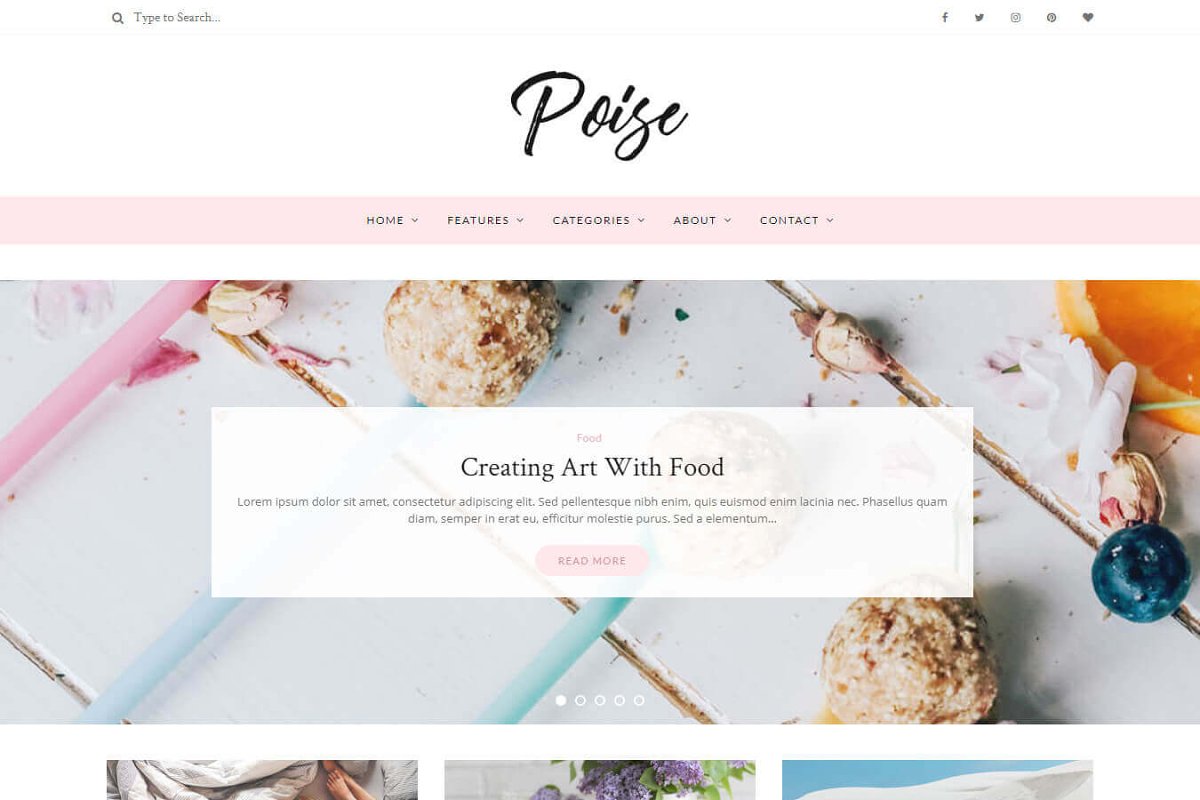 Type to Search...
Poise
HOME
FEATURES
CATEGORIES
ABOUT
CONTACT
Food
Creating Art With Food
Lorem ipsum dolor sit amet, consectetur adipiscing elit. Sed pellentesque nibh enim, quis euismod enim lacinia nec. Phasellus quam
diam, semper in erat eu, efficitur molestie purus. Sed a elementum...
READ MORE